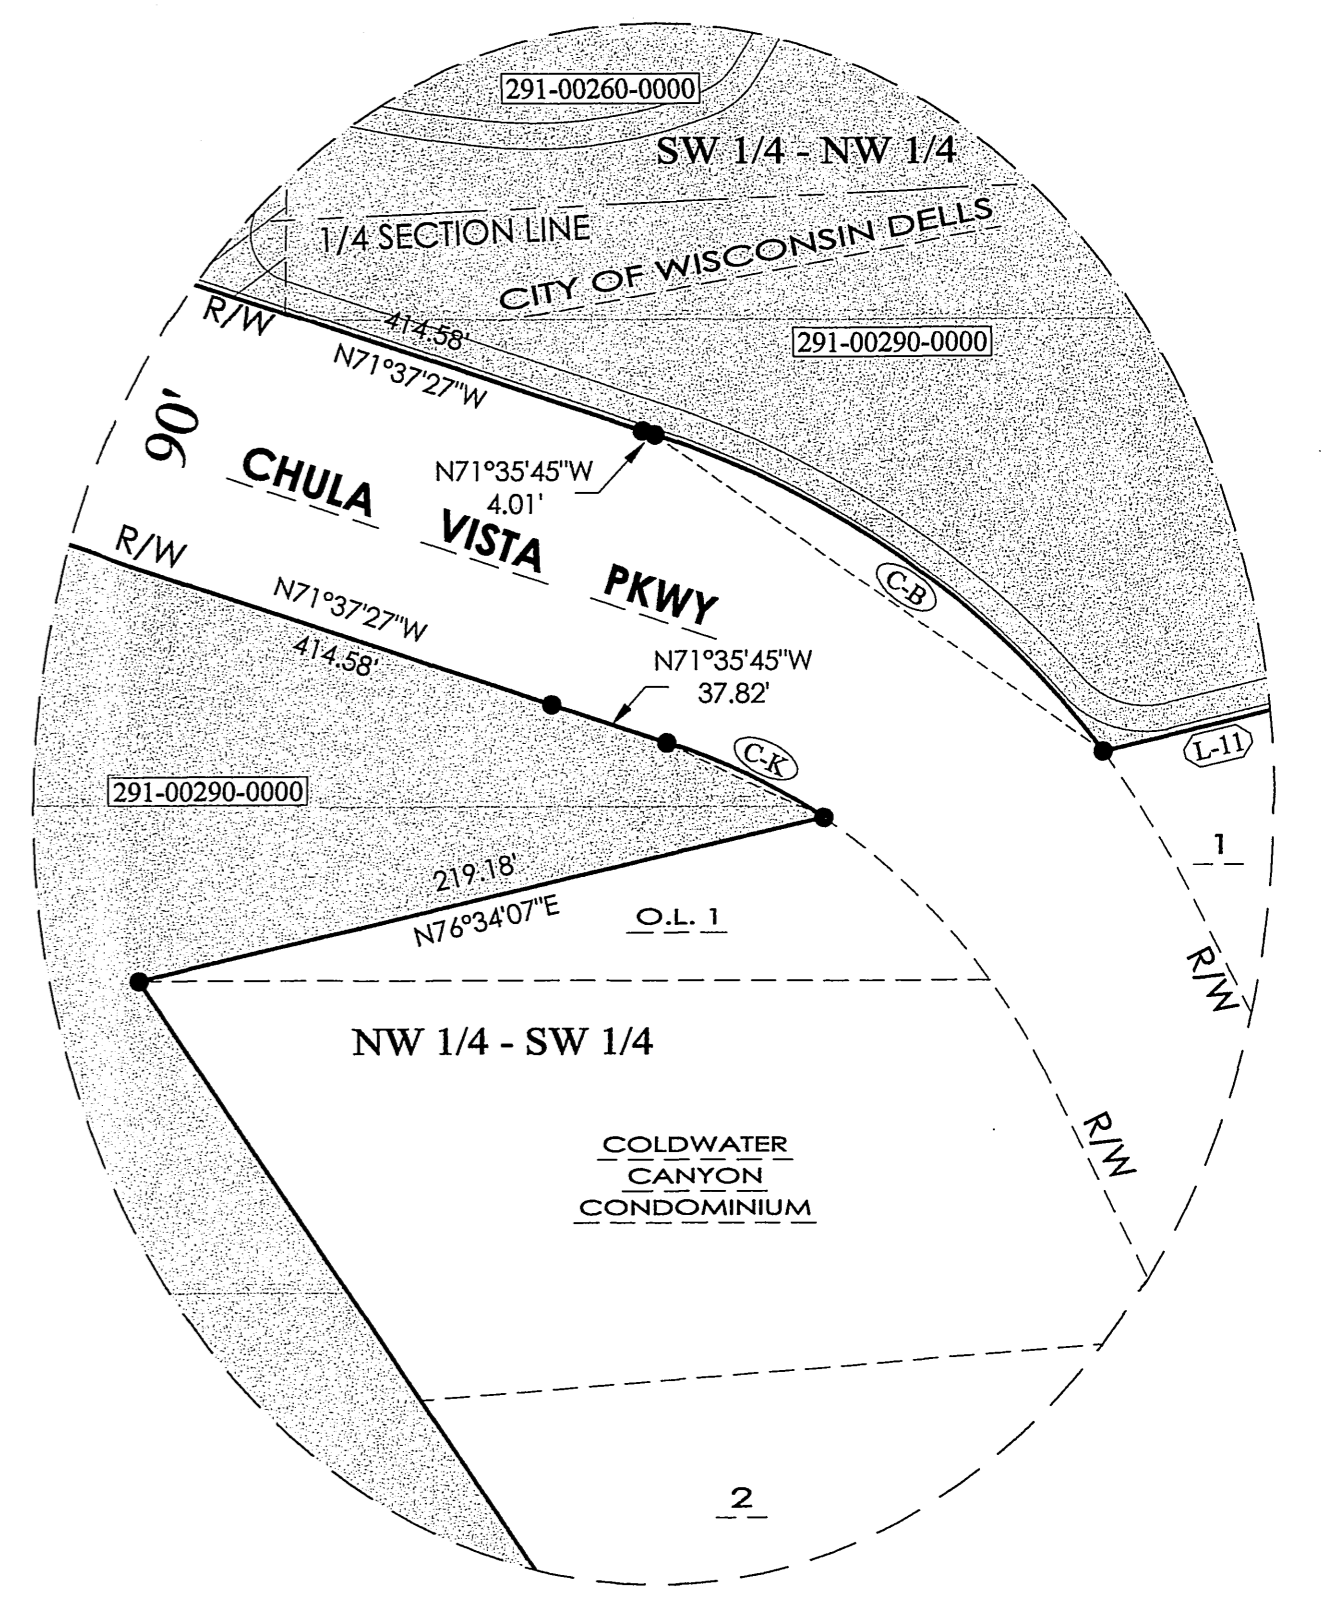 291-00260-0000
SW 1/4 - NW 1/4
1/4 SECTION LINE
CITY OF WISCONSIN DELLS
R/W
414.58'
N71°37'27"W
291-00290-0000
90'
CHULA VISTA PKWY
N71°35'45"W
4.01'
C-B
R/W
N71°37'27"W
414.58'
N71°35'45"W
37.82'
C-K
L-11
291-00290-0000
1
219.18'
N76°34'07"E
O.L. 1
R/W
NW 1/4 - SW 1/4
R/W
COLDWATER
CANYON
CONDOMINIUM
2